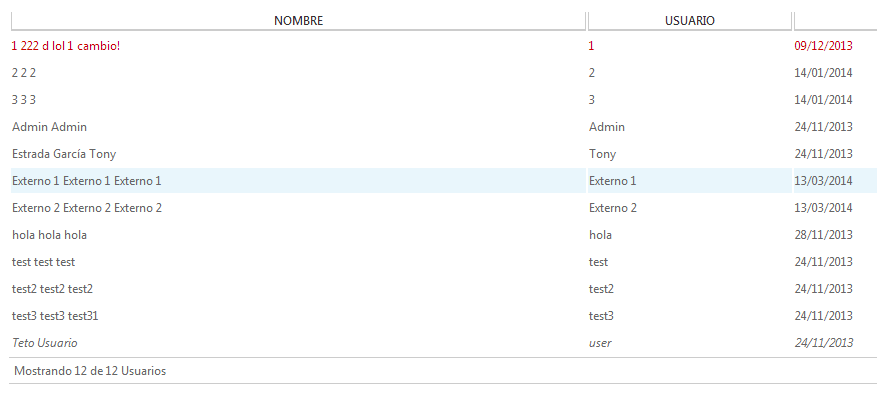 NOMBRE USUARIO
1 222 d lol 1 cambio! 1 09/12/2013
2 2 2 2 14/01/2014
3 3 3 3 14/01/2014
Admin Admin Admin 24/11/2013
Estrada García Tony Tony 24/11/2013
Externo 1 Externo 1 Externo 1 Externo 1 13/03/2014
Externo 2 Externo 2 Externo 2 Externo 2 13/03/2014
hola hola hola hola 28/11/2013
test test test test 24/11/2013
test2 test2 test2 test2 24/11/2013
test3 test3 test31 test3 24/11/2013
Teto Usuario user 24/11/2013
Mostrando 12 de 12 Usuarios